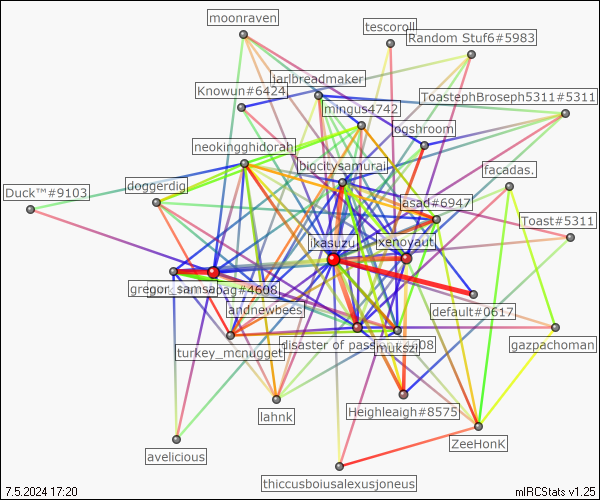 moonraven
tescoroll
Random Stuf6#5983
jarlbreadmaker
Knowun#6424
ToastephBroseph5311#5311
mingus4742
ogshroom
neokingghidorah
bigcitysamurai
facadas.
Duck™#9103
doggerdig
asad#6947
Toast#5311
ikasuzu
xenoyaut
gregor_samsa
bag#4608
default#0617
andnewbees
disaster of pass
608
mukszi
turkey_mcnugget
gazpachoman
lahnk
Heighleaigh#8575
ZeeHonK
avelicious
thiccusboiusalexusjoneus
7.5.2024 17:20
mIRCStats v1.25